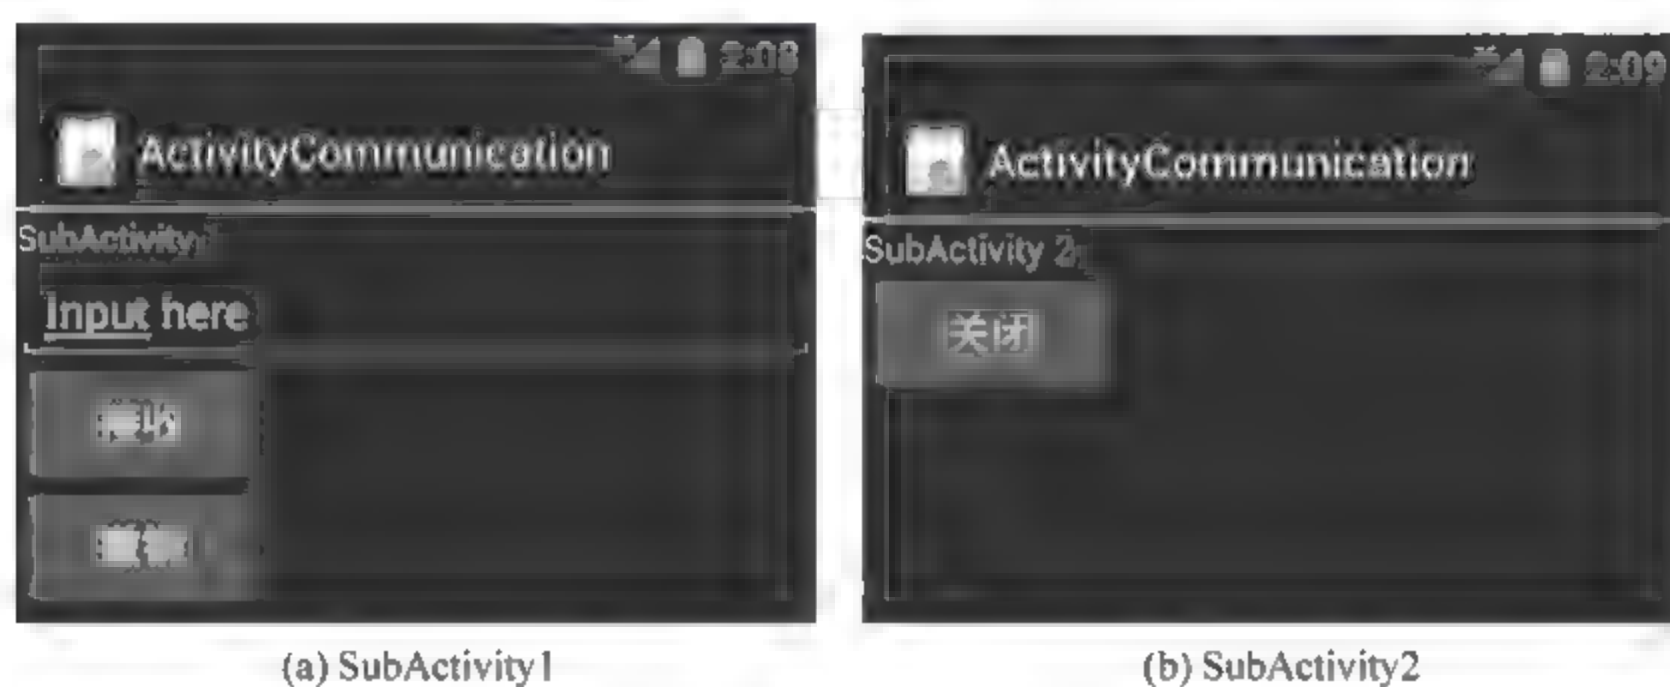 2:08
ActivityCommunication
SubActivity
Input here
(a) SubActivity1
2:09
ActivityCommunication
SubActivity 2
关闭
(b) SubActivity2